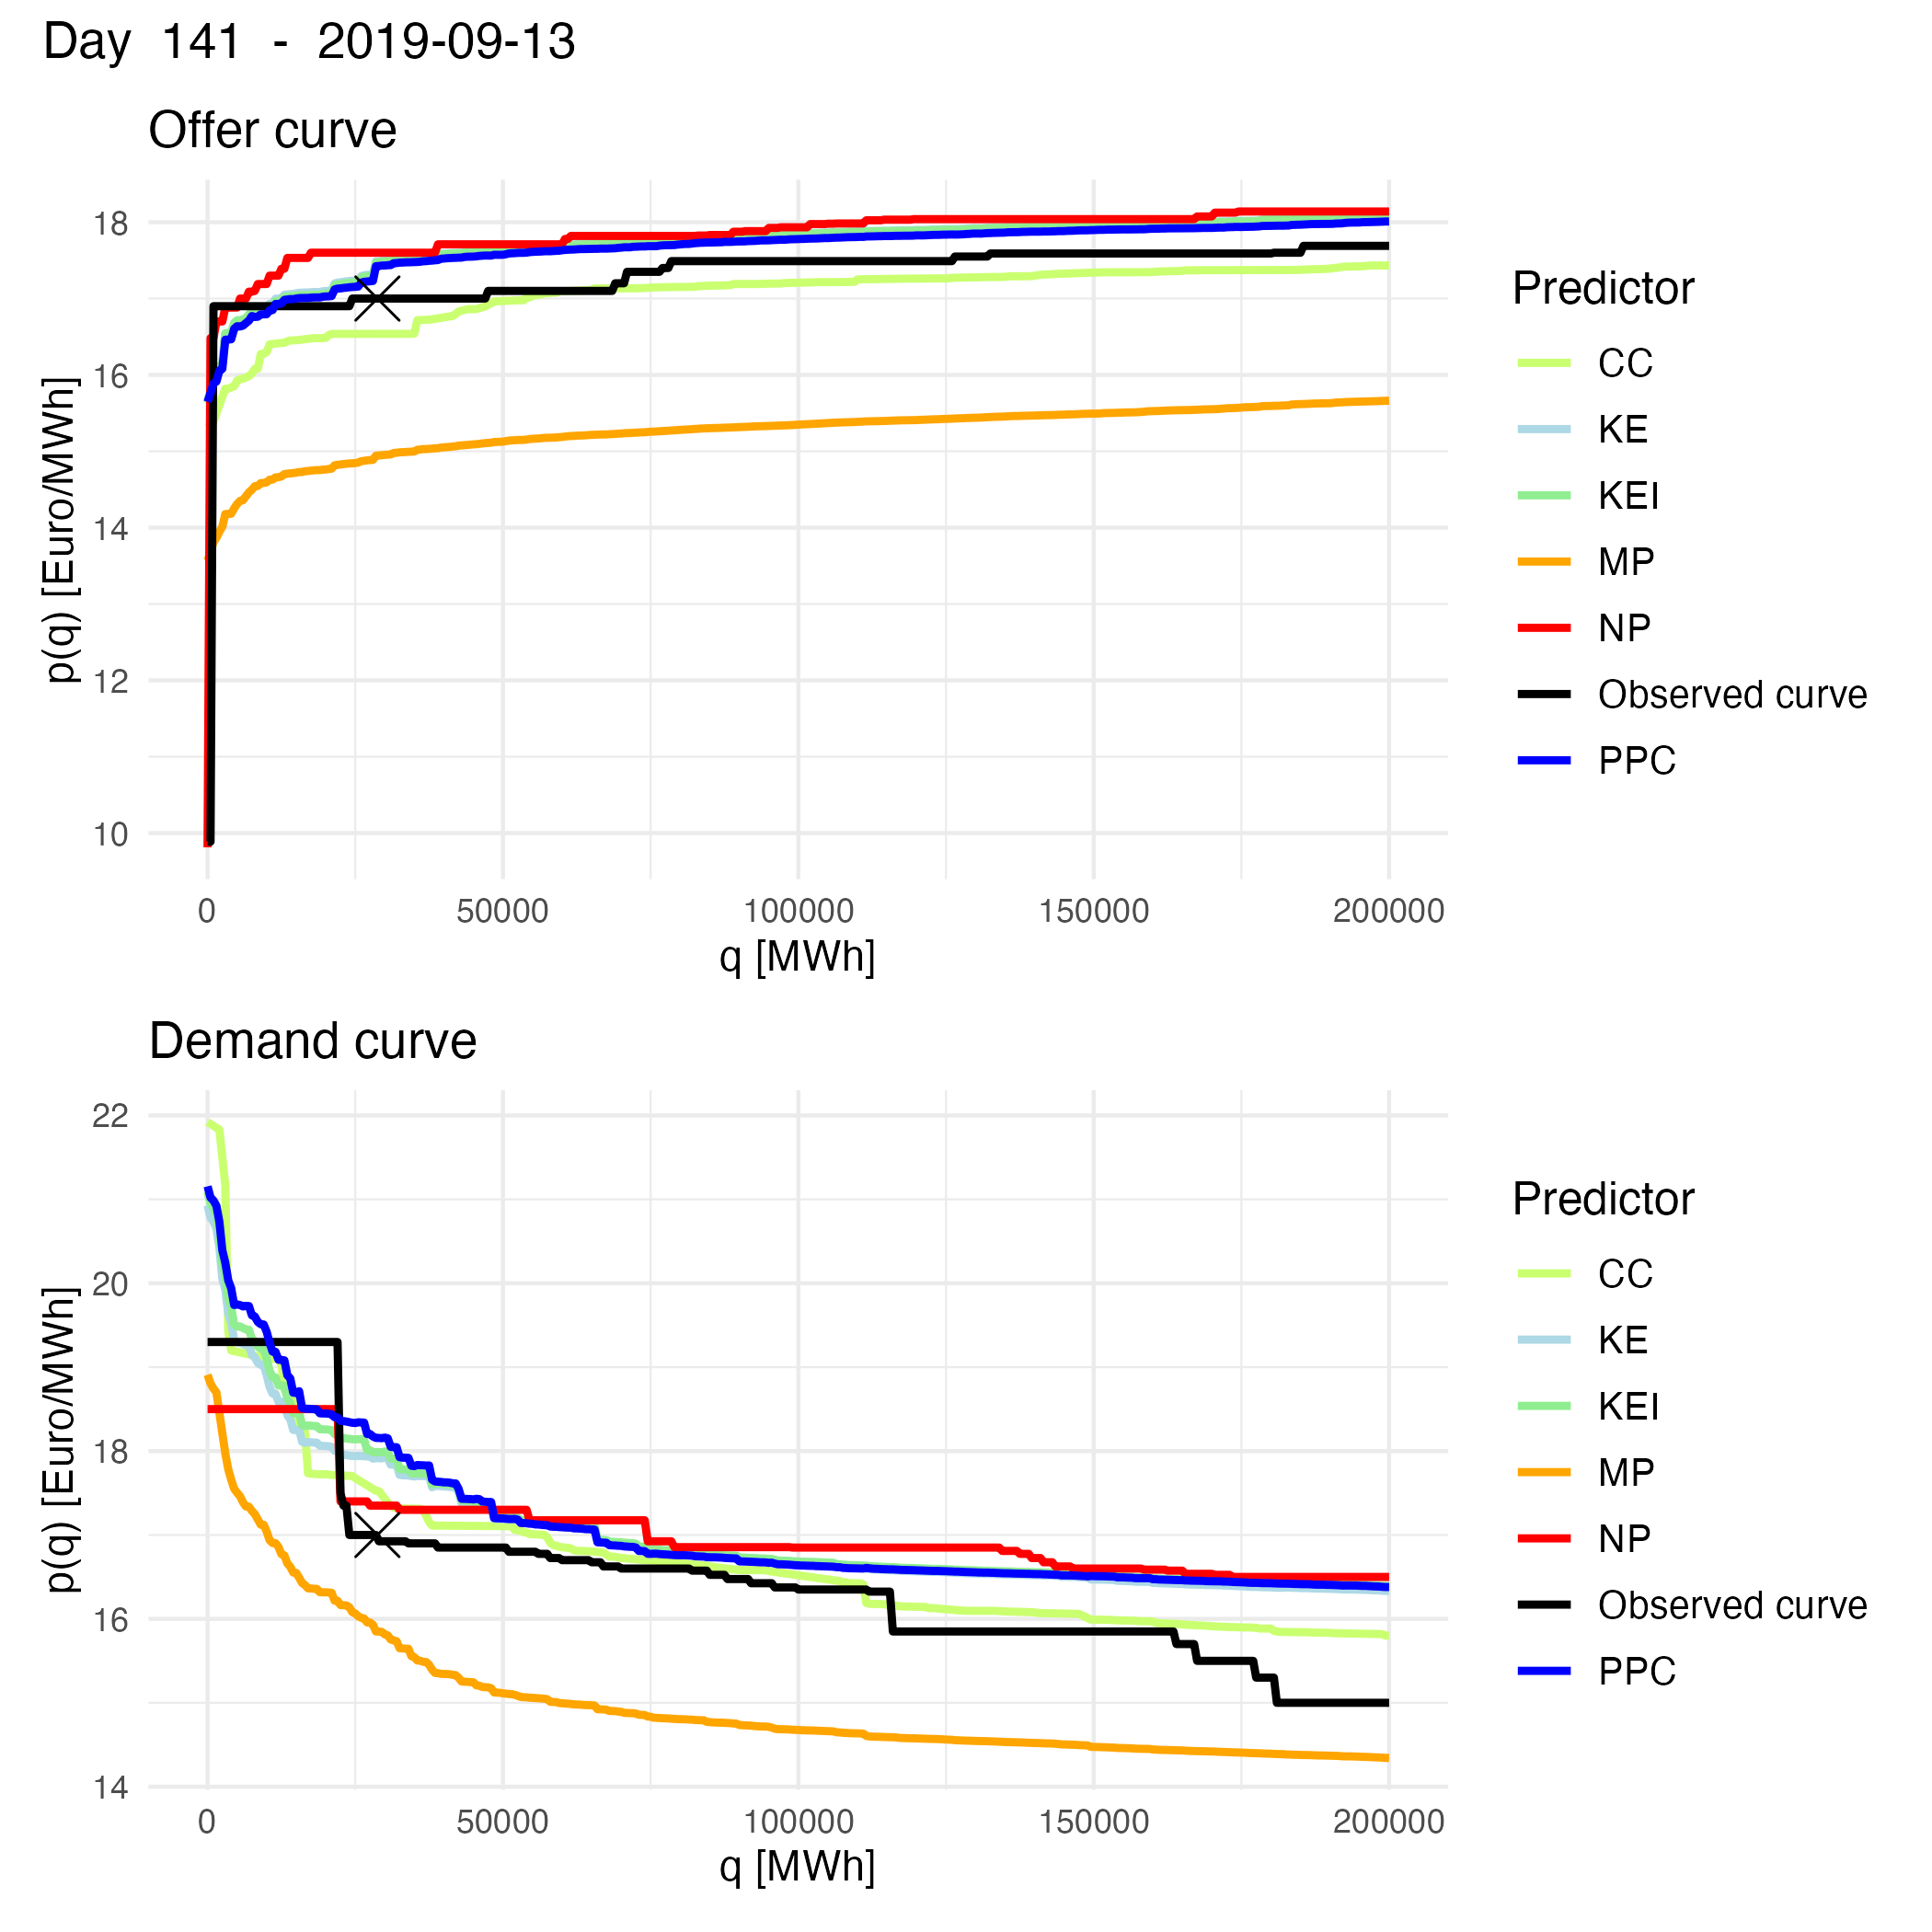 Day 141 - 2019-09-13
Offer curve
18
16
14
12
10
p(q) [Euro/MWh]
0 50000 100000 150000 200000
q [MWh]
Predictor
CC
KE
KEI
MP
NP
Observed curve
PPC
Demand curve
22
20
18
16
14
p(q) [Euro/MWh]
0 50000 100000 150000 200000
q [MWh]
Predictor
CC
KE
KEI
MP
NP
Observed curve
PPC